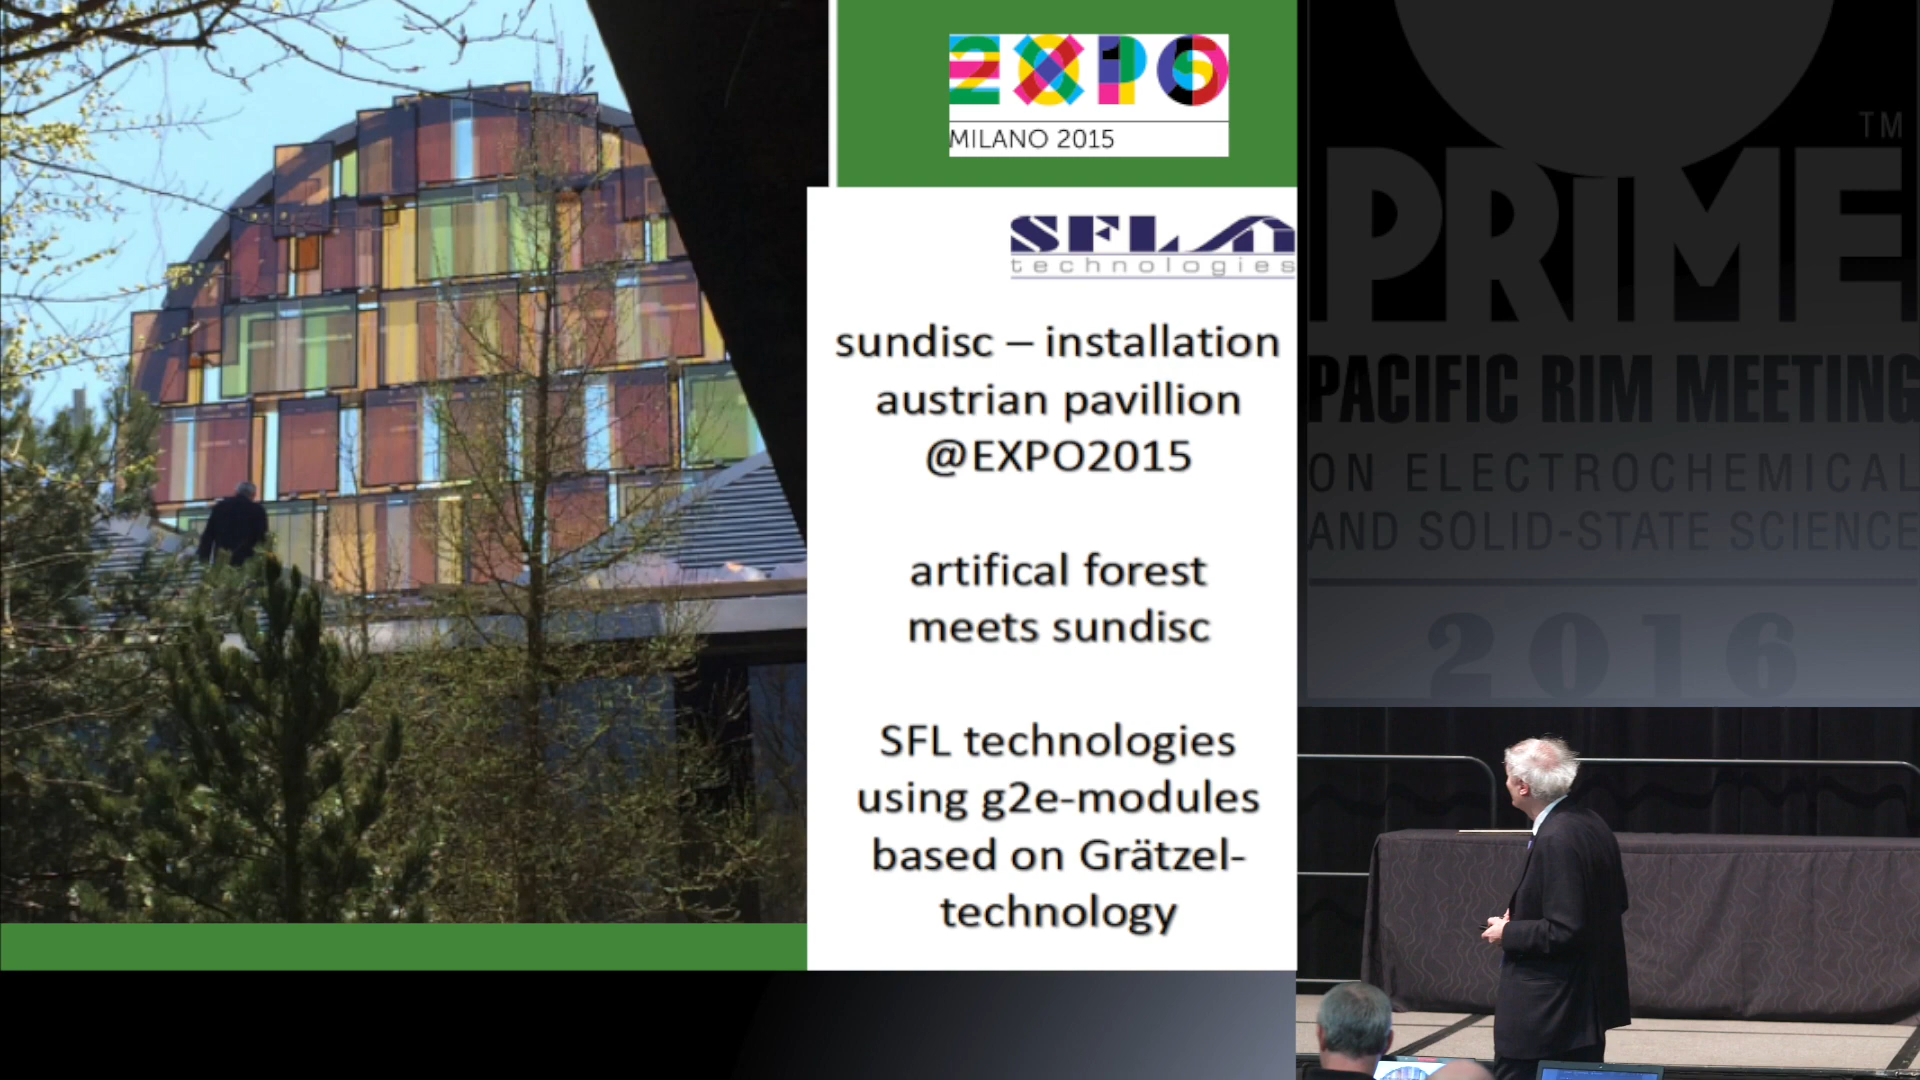 EXPO
2015
MILANO 2015
SFL
technologies
sundisc – installation
austrian pavillion
@EXPO2015
artifical forest
meets sundisc
SFL technologies
using g2e-modules
based on Grätzel-
technology
TM
PRiME
PACIFIC RIM MEETING
ON ELECTROCHEMICAL
AND SOLID-STATE SCIENCE
2016